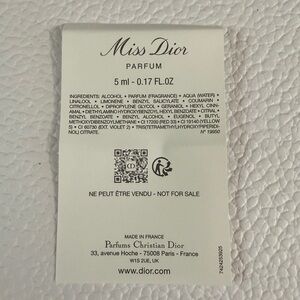 Miss Dior
PARFUM
5 ml - 0.17 FL.OZ
INGREDIENTS: ALCOHOL • PARFUM (FRAGRANCE) • AQUA (WATER) •
LINALOOL • LIMONENE • BENZYL SALICYLATE • COUMARIN •
CITRONELLOL • DIPROPYLENE GLYCOL • GERANIOL • HEXYL CINN-
AMAL • DIETHYLAMINO HYDROXYBENZOYL HEXYL BENZOATE • CITRAL •
BENZYL BENZOATE • BENZYL ALCOHOL • EUGENOL • BUTYL
METHOXYDIBENZOYLMETHANE • CI 17200 (RED 33) • CI 19140 (YELLOW
5) • CI 60730 (EXT. VIOLET 2) • TRIS(TETRAMETHYLHYDROXYPIPERIDI-
NOL) CITRATE.
NE PEUT ÊTRE VENDU - NOT FOR SALE
MADE IN FRANCE
Parfums Christian Dior
33, avenue Hoche - 75008 Paris - France
W1S 2UE, UK
www.dior.com